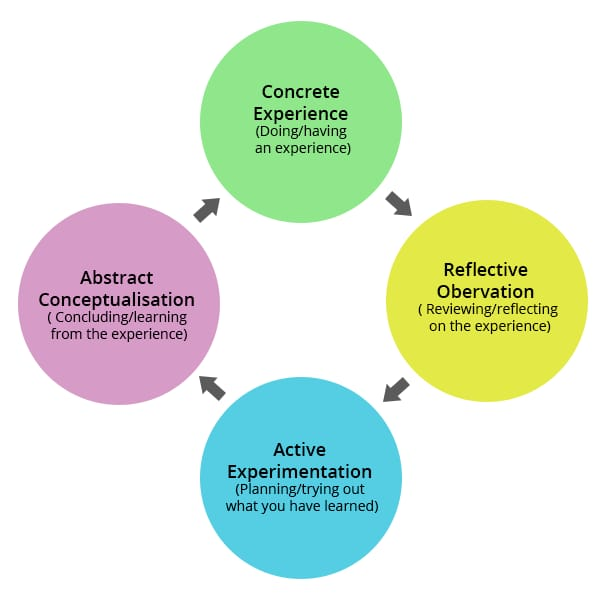 Concrete
Experience
(Doing/having
an experience)
Reflective
Obervation
( Reviewing/reflecting
on the experience)
Active
Experimentation
(Planning/trying out
what you have learned)
Abstract
Conceptualisation
( Concluding/learning
from the experience)